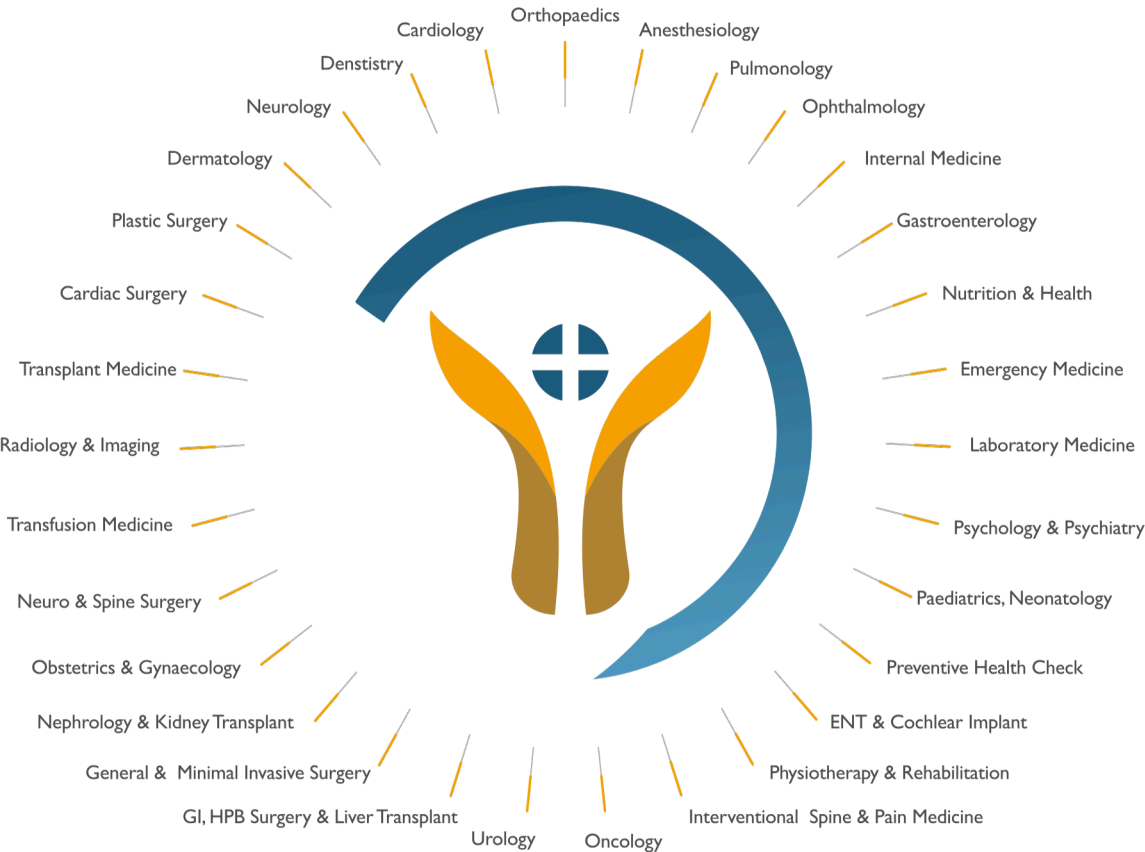 Orthopaedics
Anesthesiology
Pulmonology
Ophthalmology
Internal Medicine
Gastroenterology
Nutrition & Health
Emergency Medicine
Laboratory Medicine
Psychology & Psychiatry
Paediatrics, Neonatology
Preventive Health Check
ENT & Cochlear Implant
Physiotherapy & Rehabilitation
Interventional Spine & Pain Medicine
Oncology
Urology
GI, HPB Surgery & Liver Transplant
General & Minimal Invasive Surgery
Nephrology & Kidney Transplant
Obstetrics & Gynaecology
Neuro & Spine Surgery
Transfusion Medicine
Radiology & Imaging
Transplant Medicine
Cardiac Surgery
Plastic Surgery
Dermatology
Neurology
Denstistry
Cardiology